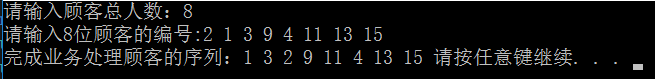 请输入顾客总人数：8
请输入8位顾客的编号:2 1 3 9 4 11 13 15
完成业务处理顾客的序列：1 3 2 9 11 4 13 15 请按任意键继续. . .